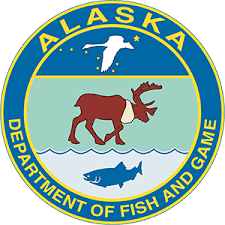 ALASKA
DEPARTMENT OF FISH AND GAME